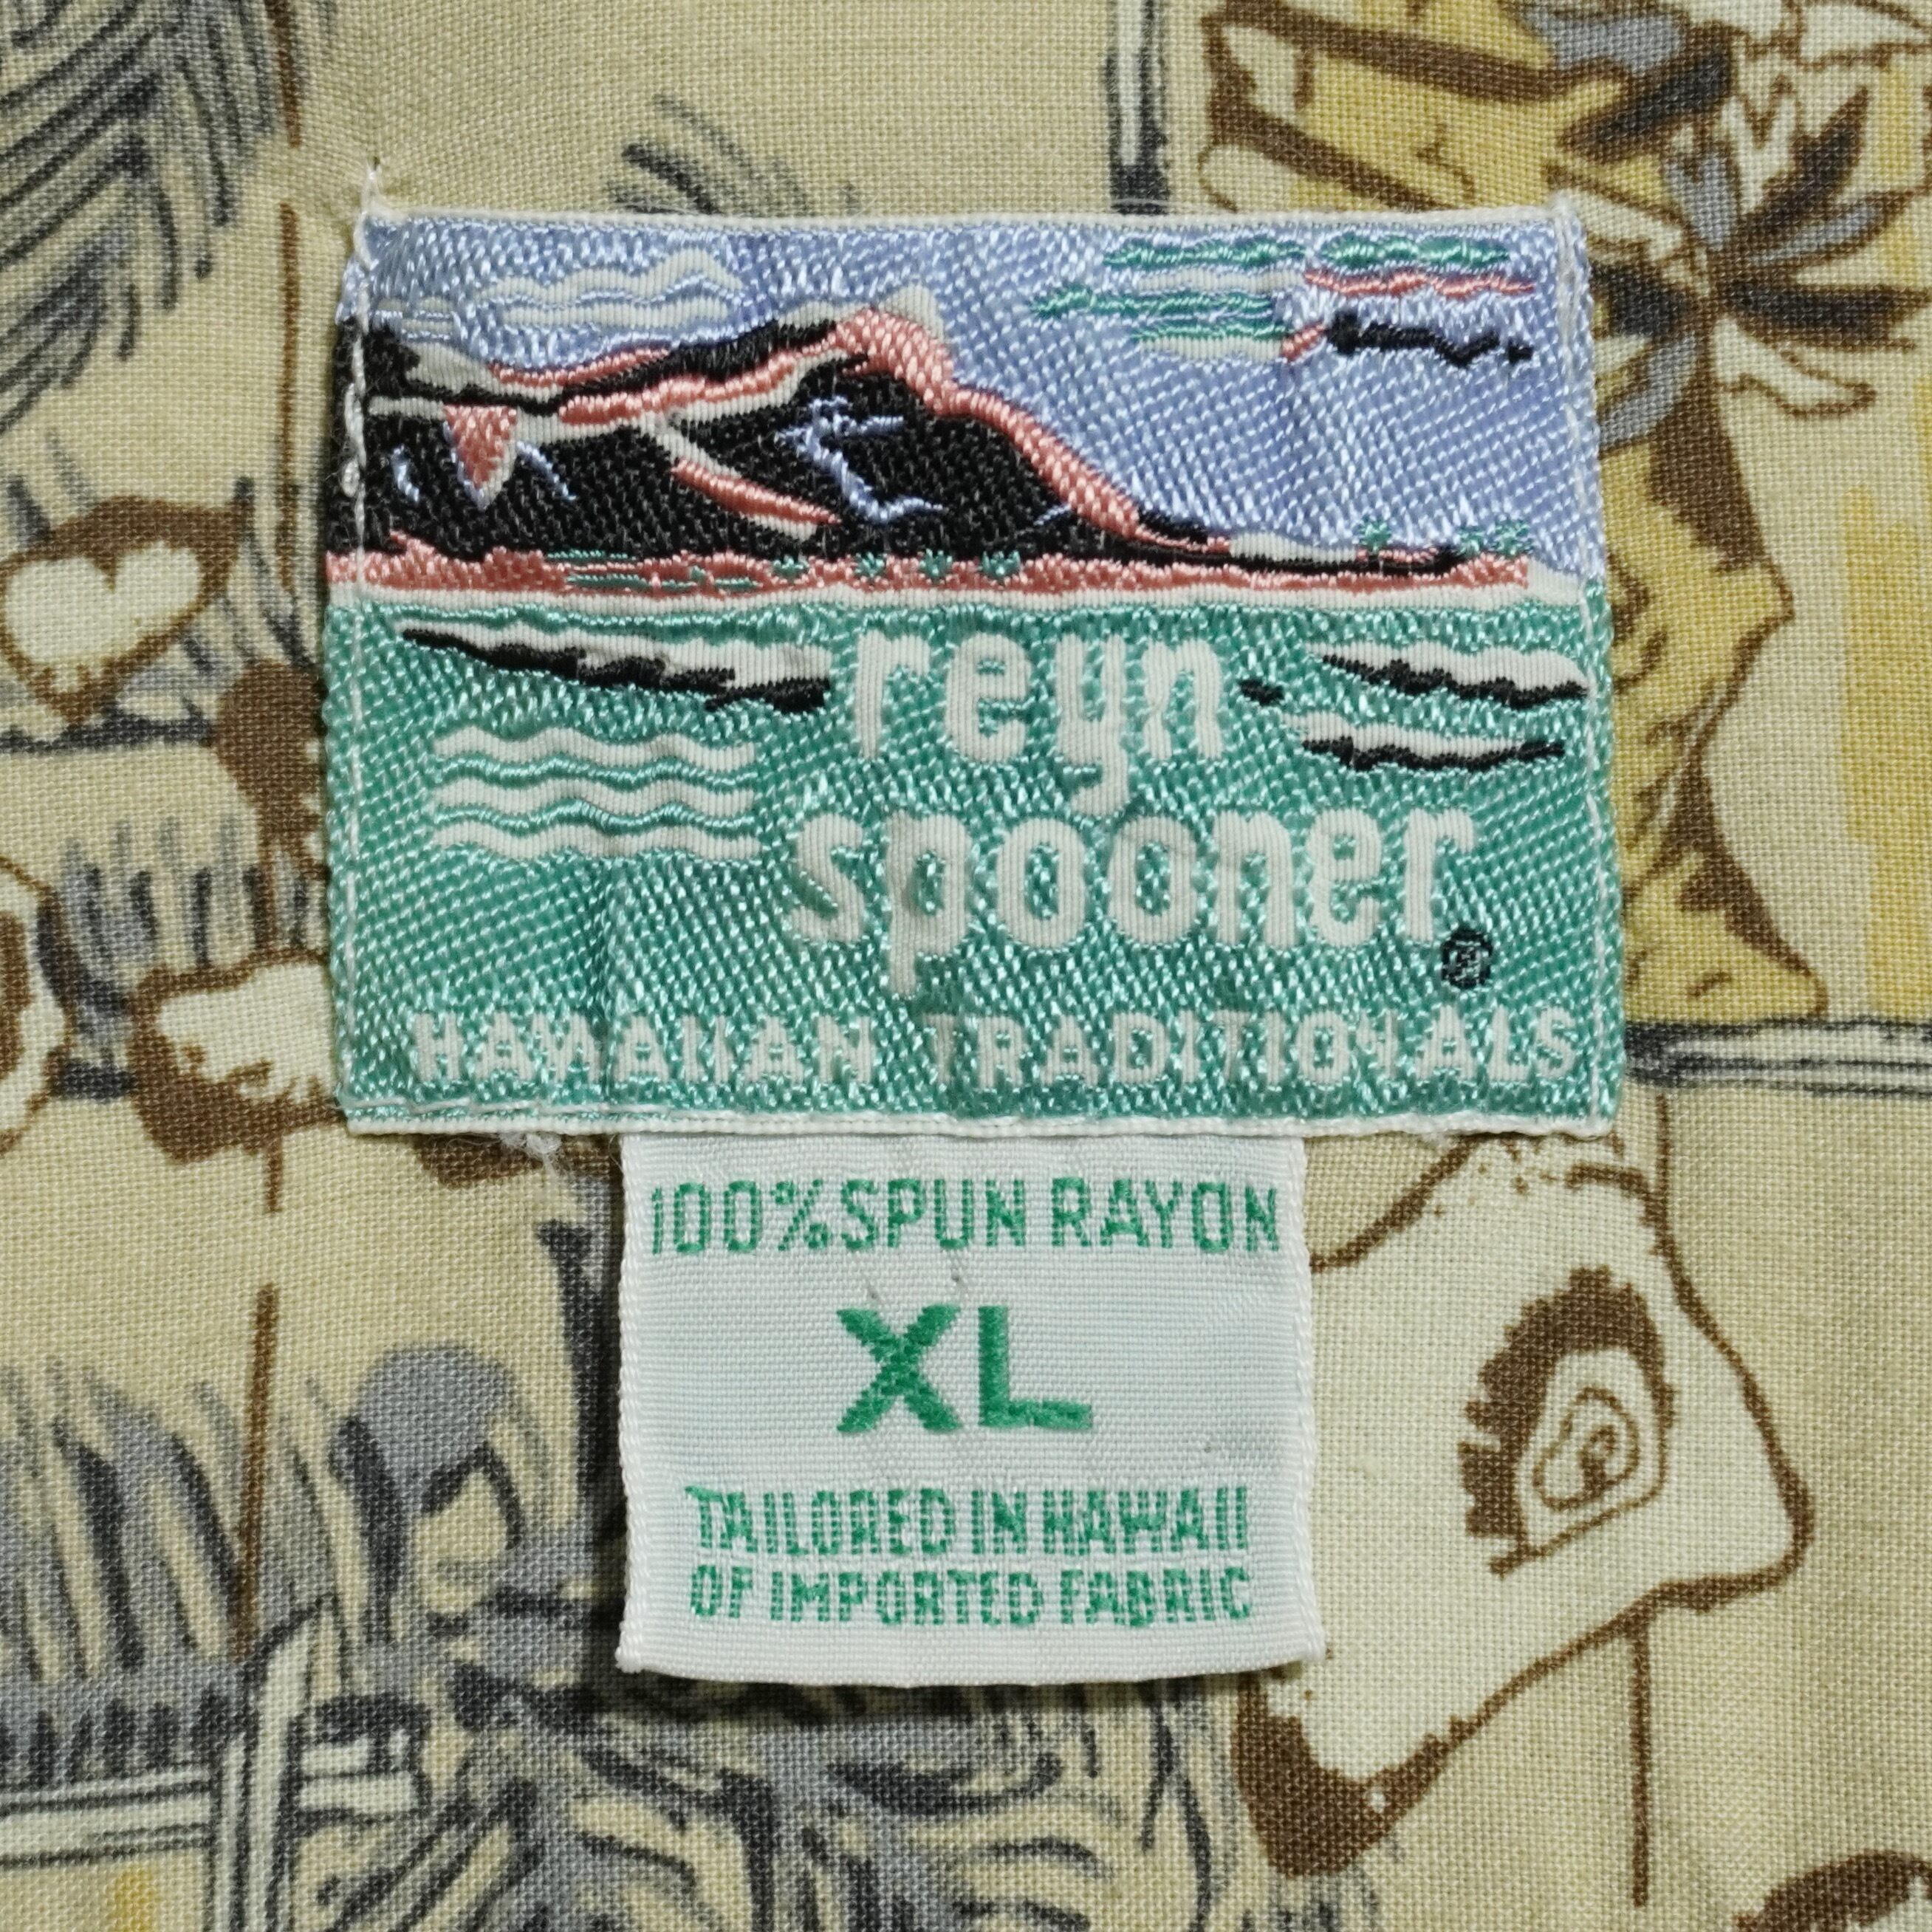 reyn
spooner®
HAWAIIAN TRADITIONALS
100% SPUN RAYON
XL
TAILORED IN HAWAII
OF IMPORTED FABRIC